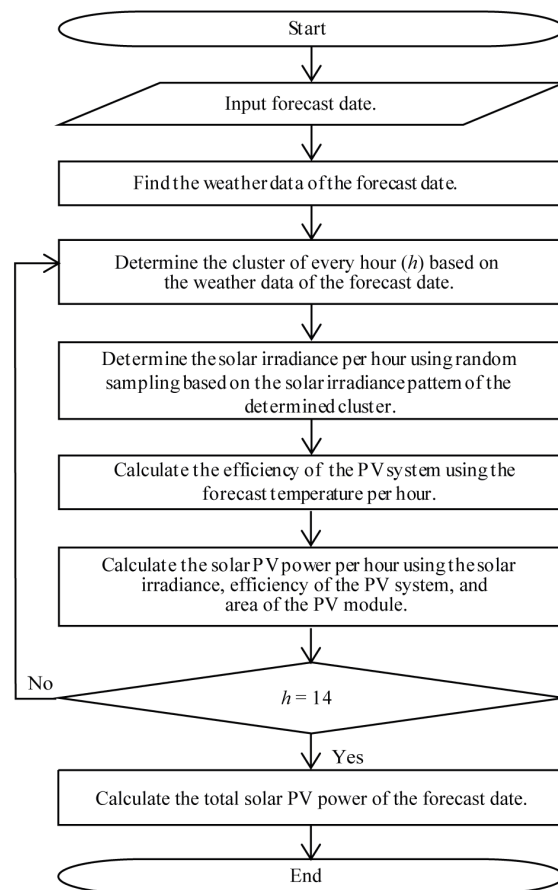 Start
Input forecast date.
Find the weather data of the forecast date.
Determine the cluster of every hour (h) based on
the weather data of the forecast date.
Determine the solar irradiance per hour using random
sampling based on the solar irradiance pattern of the
determined cluster.
Calculate the efficiency of the PV system using the
forecast temperature per hour.
Calculate the solar PV power per hour using the solar
irradiance, efficiency of the PV system, and
area of the PV module.
No
h = 14
Yes
Calculate the total solar PV power of the forecast date.
End